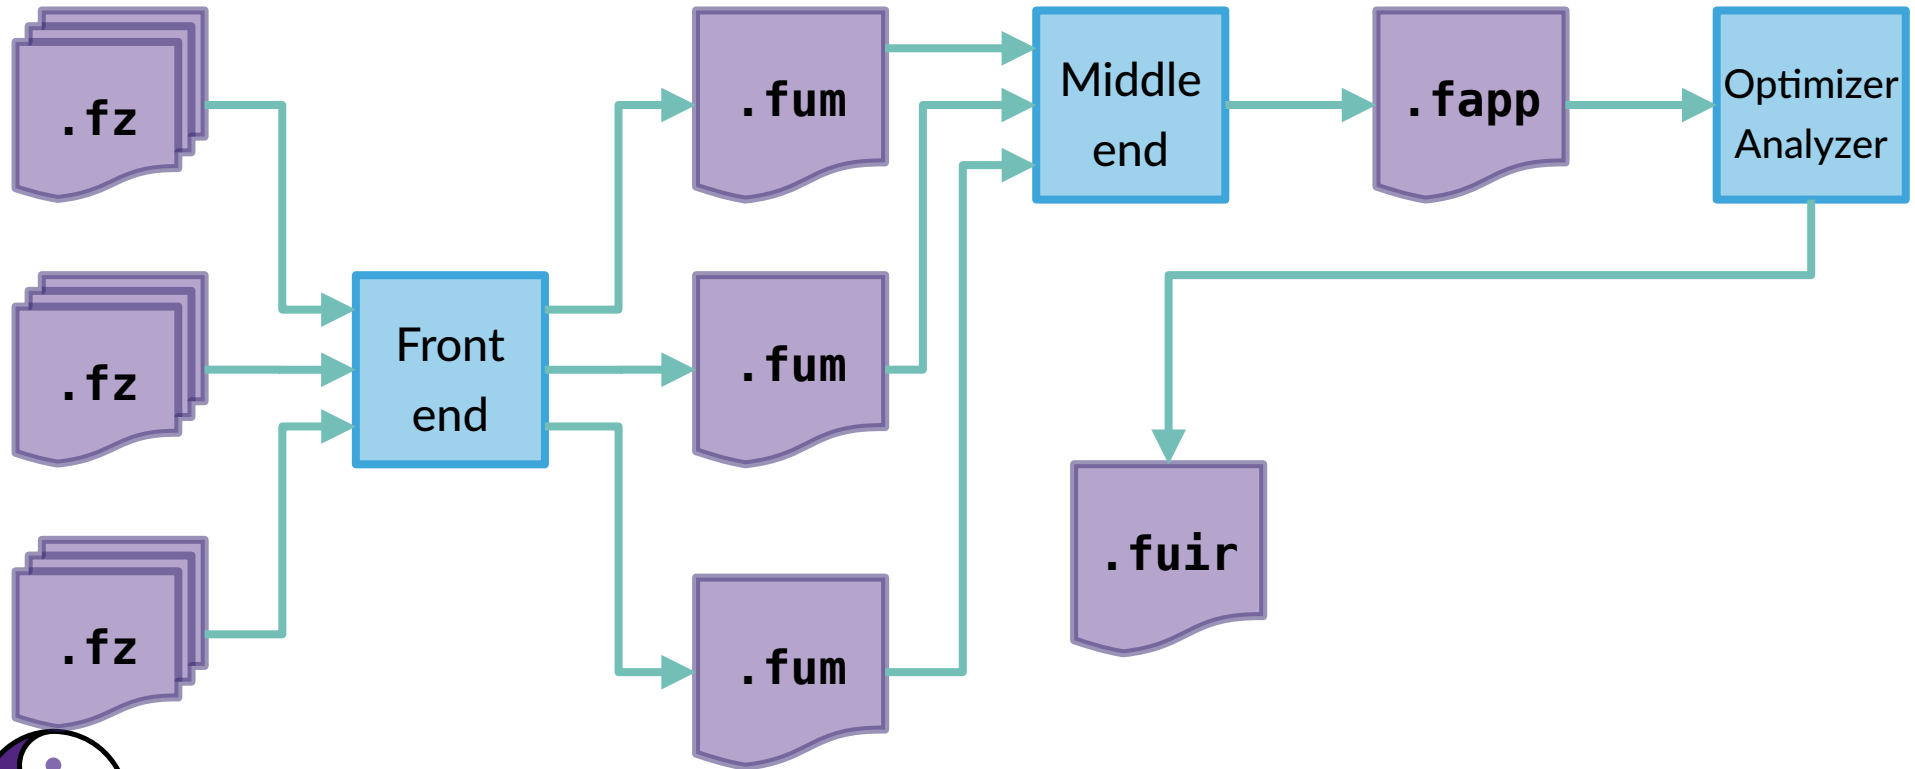 .fz
.fum
Middle
end
.fapp
Optimizer
Analyzer
.fz
Front
end
.fum
.fuir
.fz
.fum